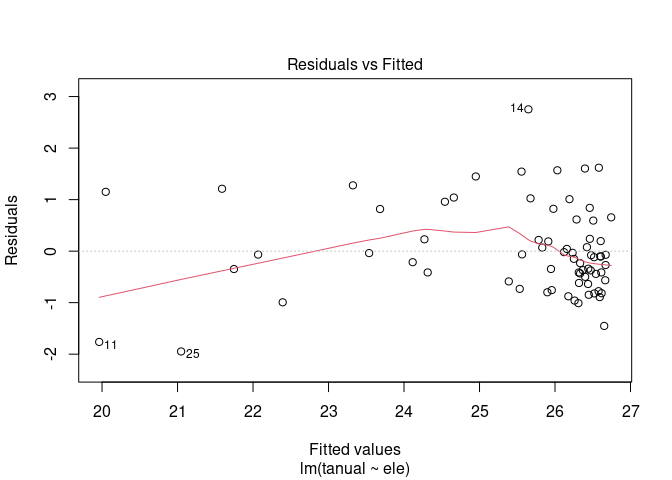 Residuals vs Fitted
Residuals
3
2
1
0
-1
-2
14
11
25
20 21 22 23 24 25 26 27
Fitted values
lm(tanual ~ ele)